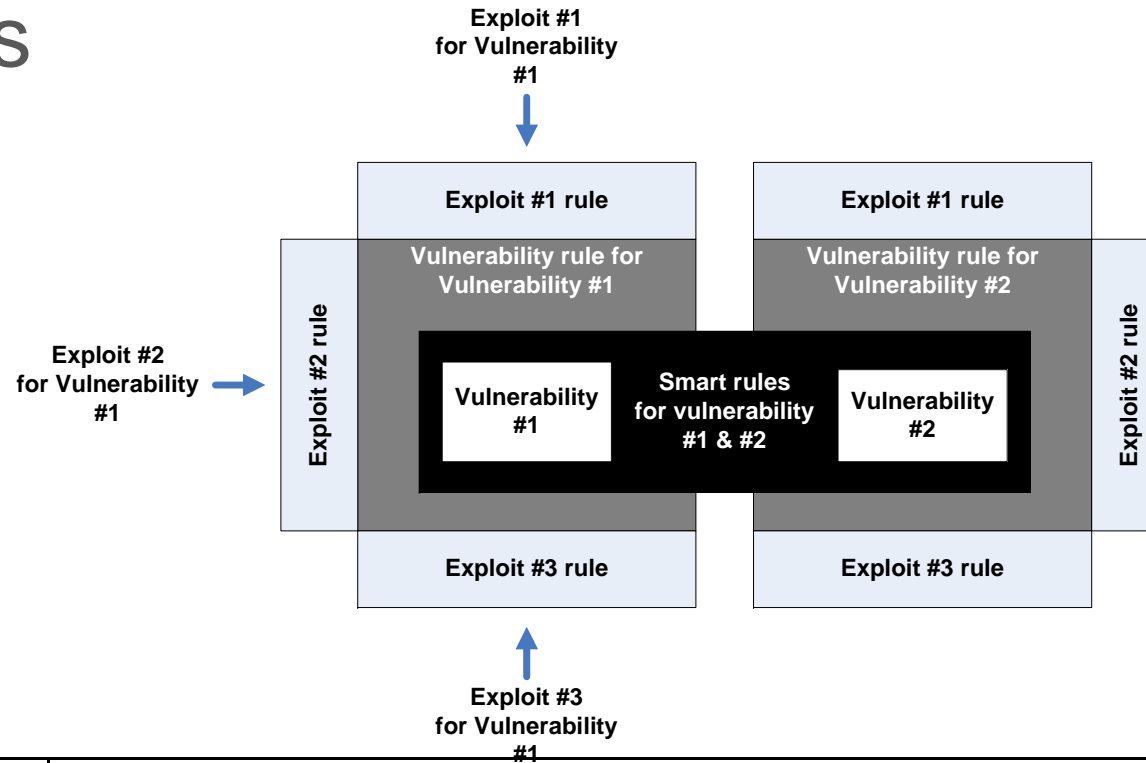 s
Exploit #1
for Vulnerability
#1
Exploit #1 rule
Exploit #1 rule
Vulnerability rule for
Vulnerability #1
Vulnerability rule for
Vulnerability #2
Exploit #2
for Vulnerability
#1
Exploit #2 rule
Vulnerability
#1
Smart rules
for vulnerability
#1 & #2
Vulnerability
#2
Exploit #2 rule
Exploit #3 rule
Exploit #3 rule
Exploit #3
for Vulnerability
#1